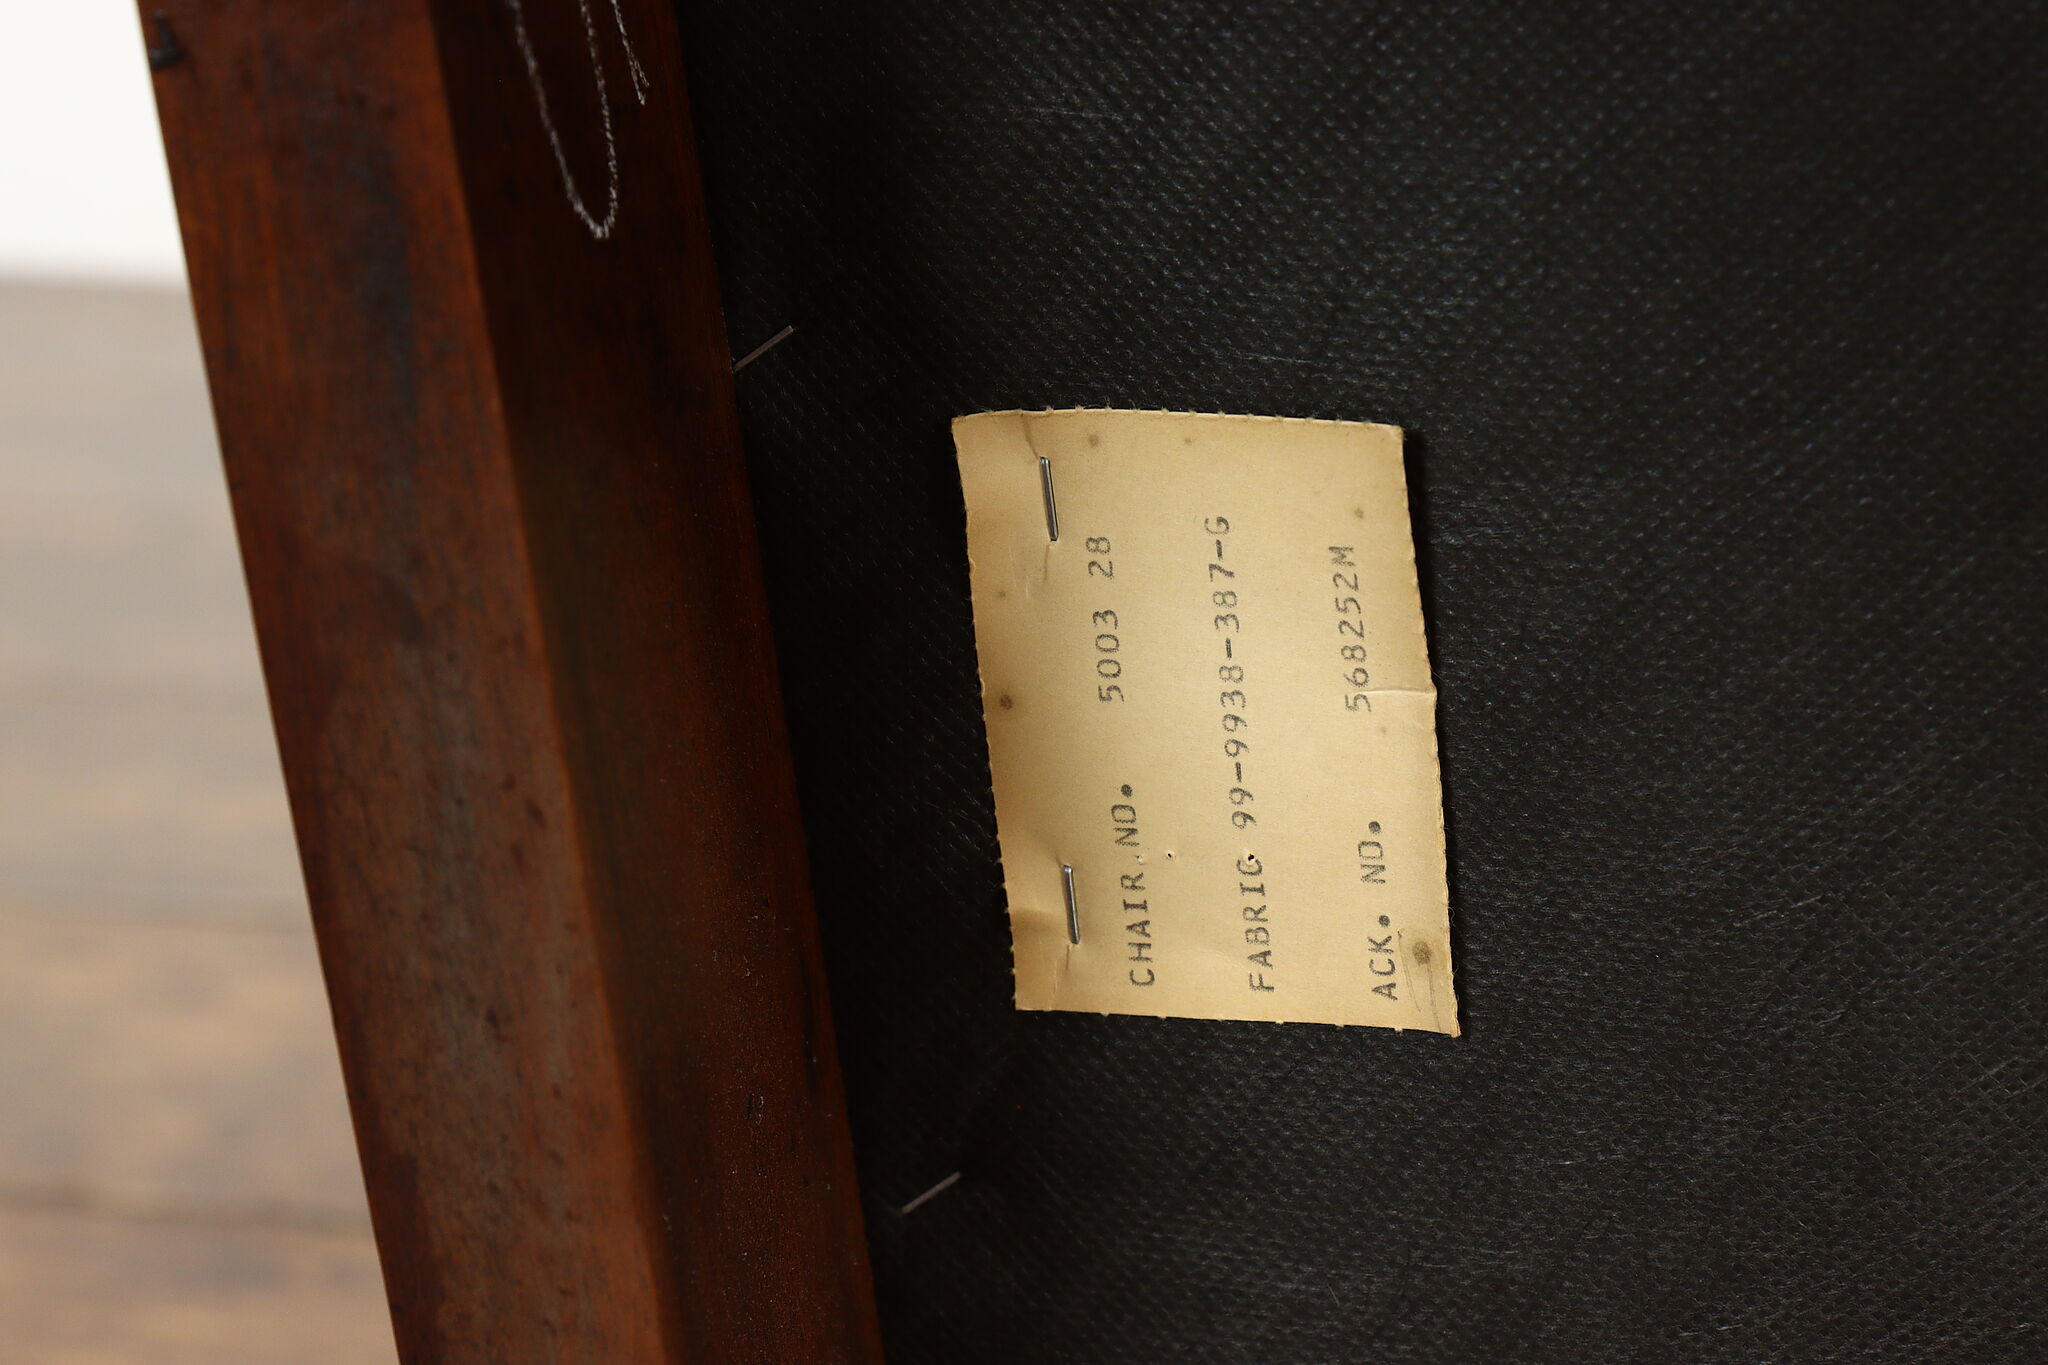 CHAIR NO. 5003 28
FABRIC 99-9938-387-G
ACK. NO. 568252M